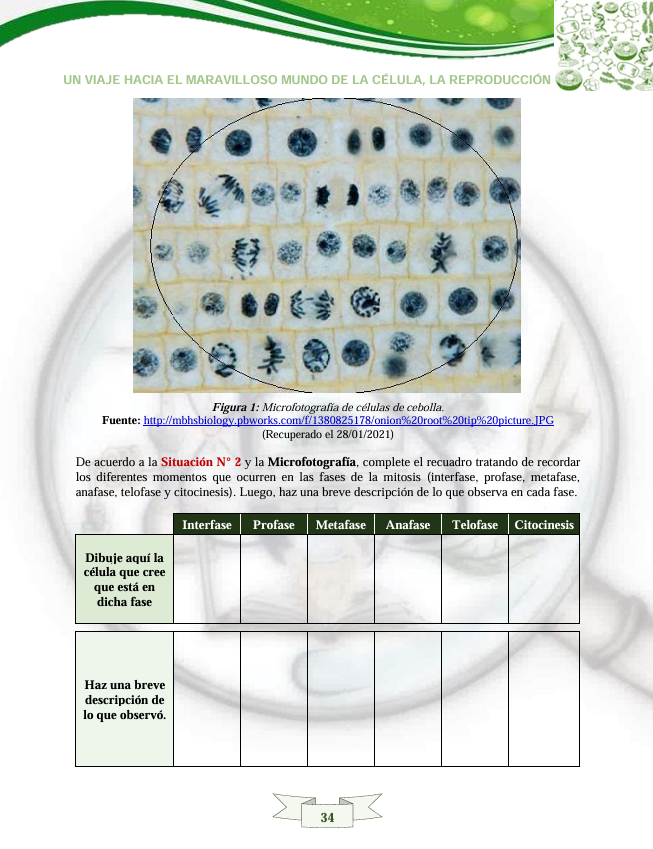 UN VIAJE HACIA EL MARAVILLOSO MUNDO DE LA CÉLULA, LA REPRODUCCIÓN
Figura 1: Microfotografía de células de cebolla.
Fuente: http://mbhsbiology.pbworks.com/f/1380825178/onion%20root%20tip%20picture.JPG
(Recuperado el 28/01/2021)
De acuerdo a la Situación N° 2 y la Microfotografía, complete el recuadro tratando de recordar
los diferentes momentos que ocurren en las fases de la mitosis (interfase, profase, metafase,
anafase, telofase y citocinesis). Luego, haz una breve descripción de lo que observa en cada fase.
Interfase Profase Metafase Anafase Telofase Citocinesis
Dibuje aquí la
célula que cree
que está en
dicha fase
Haz una breve
descripción de
lo que observó.
34